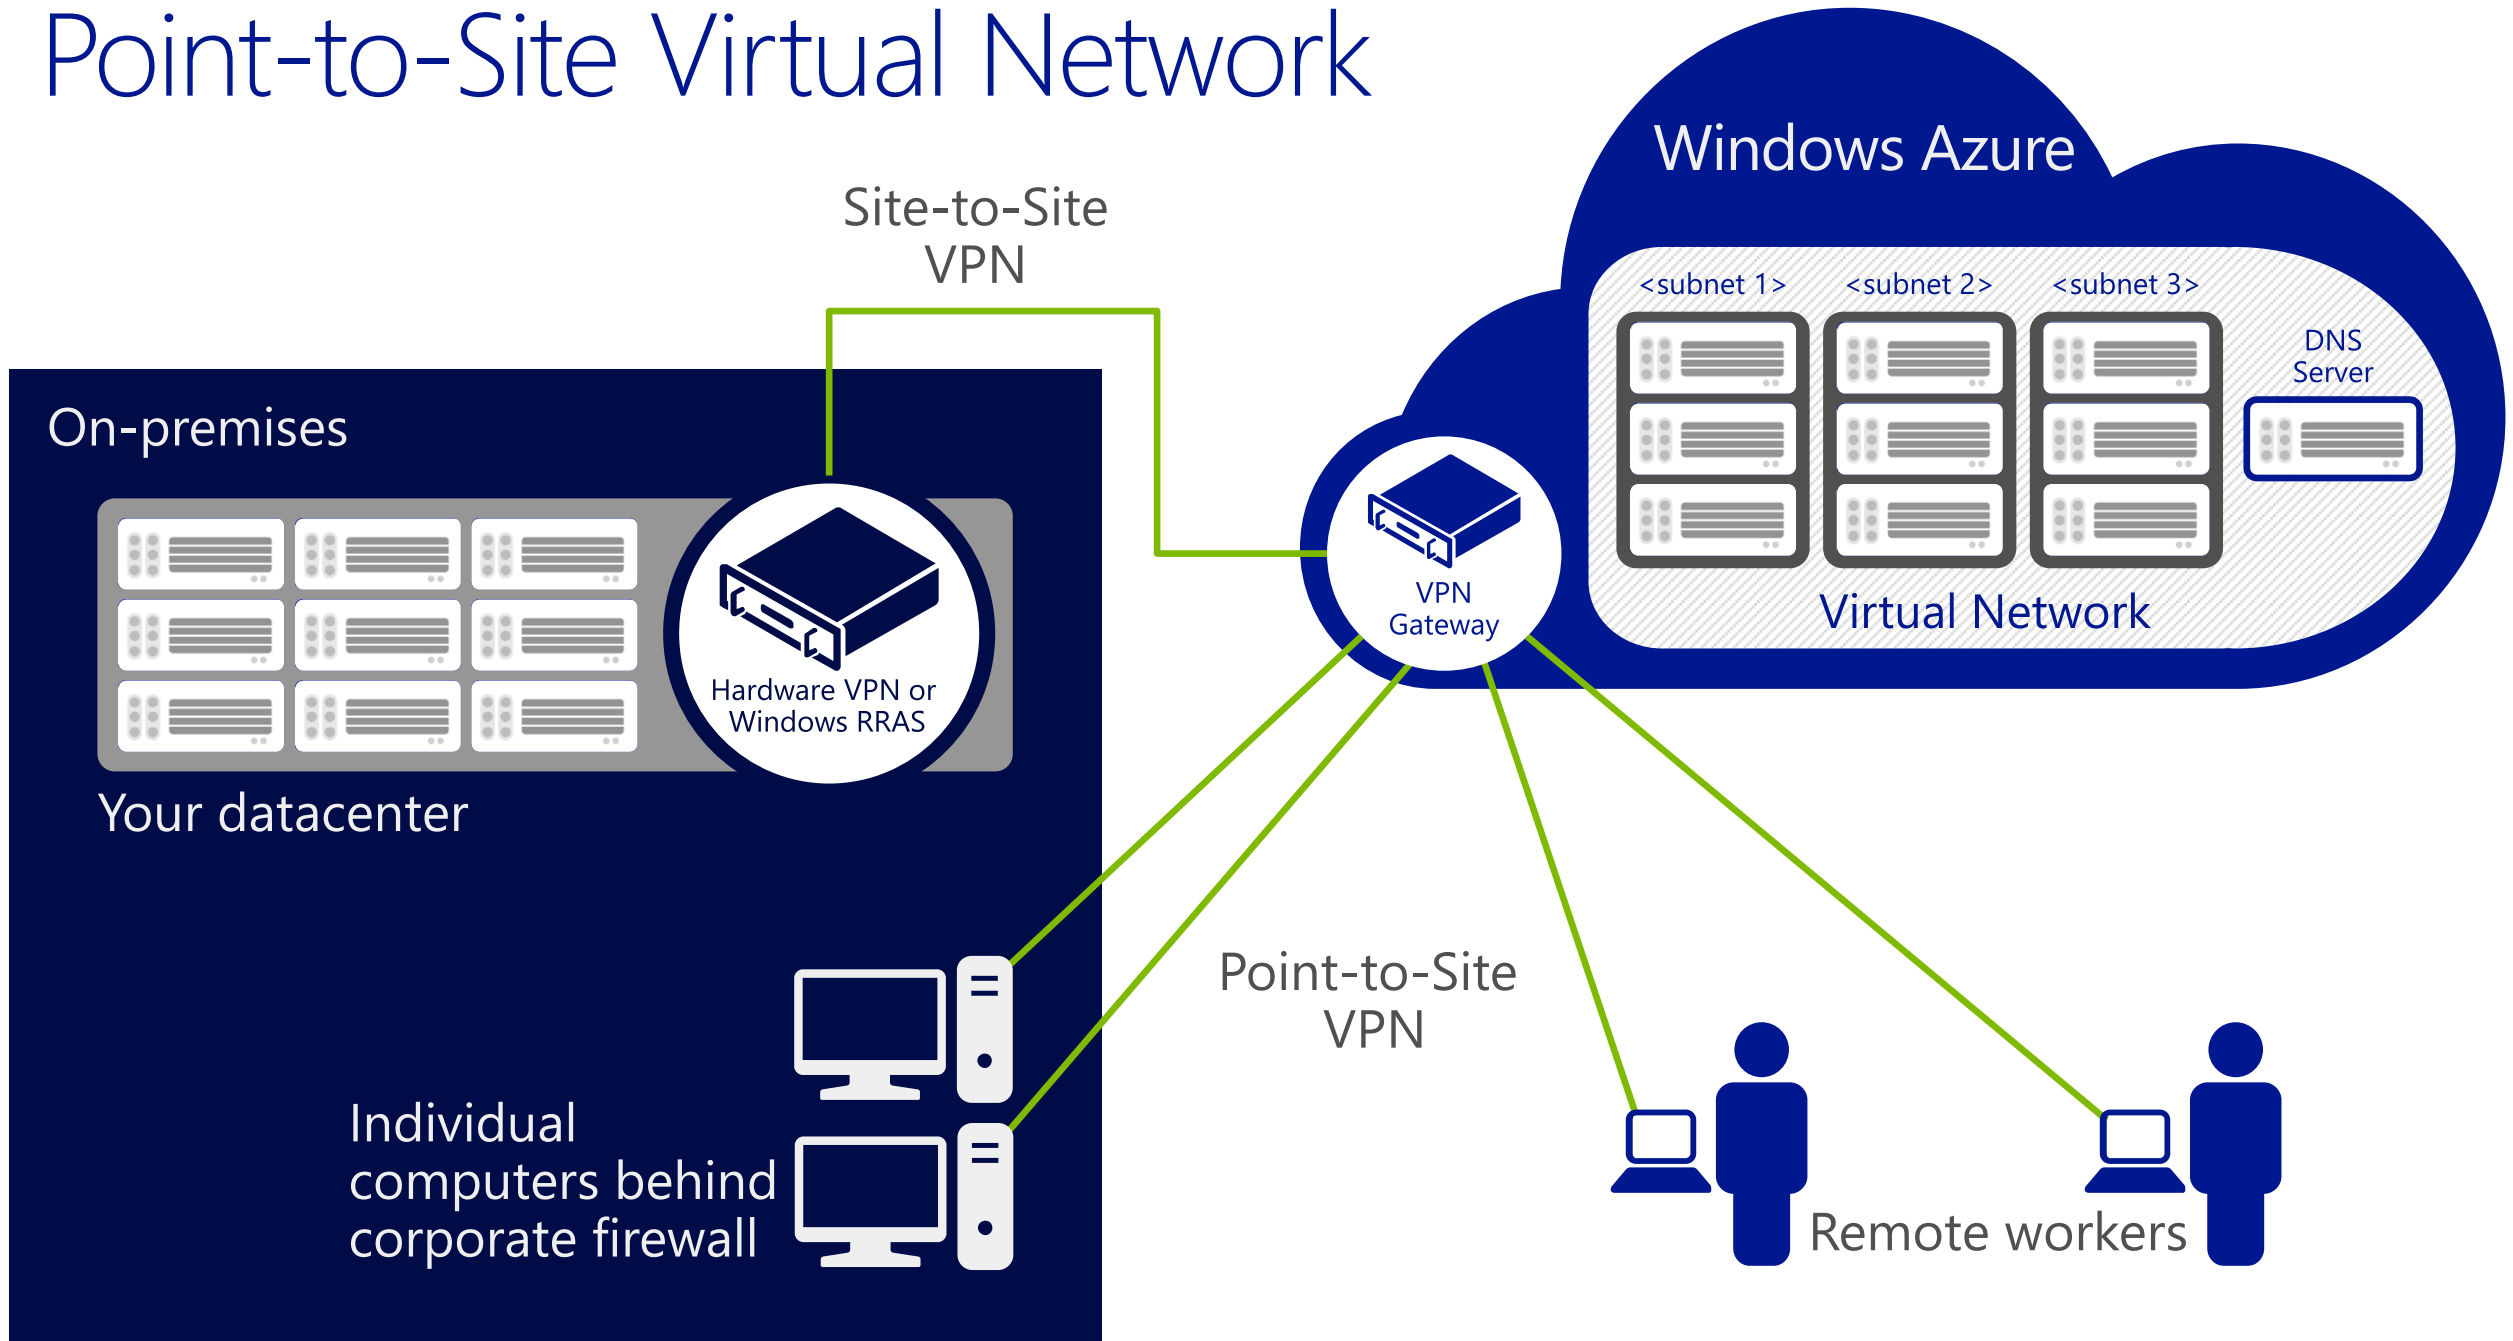 Point-to-Site Virtual Network
Windows Azure
Site-to-Site
VPN
<subnet 1>
<subnet 2>
<subnet 3>
DNS
Server
On-premises
VPN
Gateway
Virtual Network
Hardware VPN or
Windows RRAS
Your datacenter
Point-to-Site
VPN
Individual
computers behind
corporate firewall
Remote workers